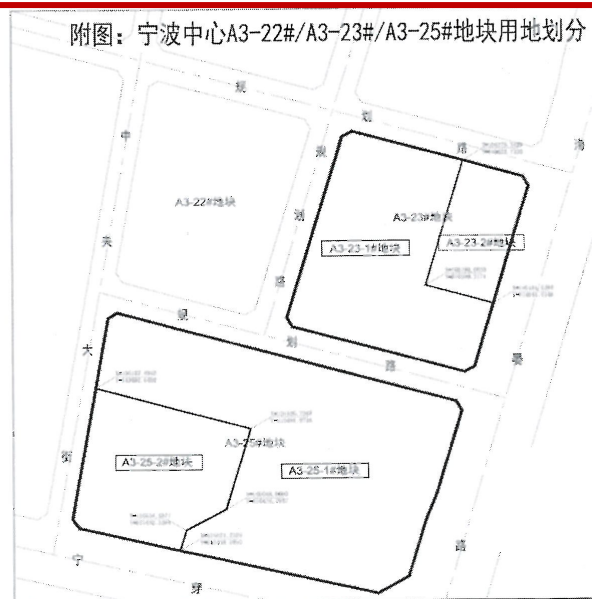 附图：宁波中心A3-22#/A3-23#/A3-25#地块用地划分
规
划
路
海
晏
路
中
央
大
街
规
划
路
A3-22#地块
A3-23#地块
A3-23-1#地块
A3-23-2#地块
规
划
路
A3-25#地块
A3-25-2#地块
A3-25-1#地块
宁
穿